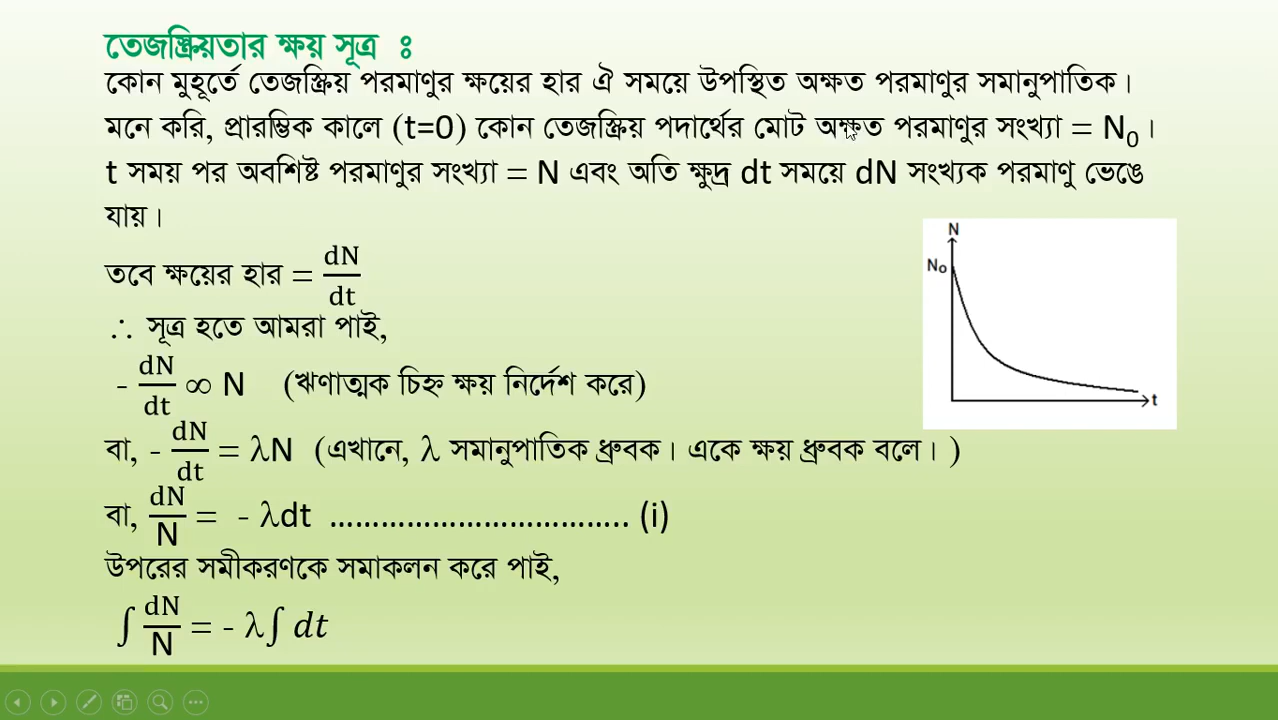 তেজস্ক্রিয়তার ক্ষয় সূত্র ঃ
কোন মুহূর্তে তেজস্ক্রিয় পরমাণুর ক্ষয়ের হার ঐ সময়ে উপস্থিত অক্ষত পরমাণুর সমানুপাতিক।
মনে করি, প্রারম্ভিক কালে (t=0) কোন তেজস্ক্রিয় পদার্থের মোট অক্ষত পরমাণুর সংখ্যা = N₀ ।
t সময় পর অবশিষ্ট পরমাণুর সংখ্যা = N এবং অতি ক্ষুদ্র dt সময়ে dN সংখ্যক পরমাণু ভেঙে
যায়।
তবে ক্ষয়ের হার = dN/dt
∴ সূত্র হতে আমরা পাই,
- dN/dt ∞ N (ঋণাত্মক চিহ্ন ক্ষয় নির্দেশ করে)
বা, - dN/dt = λN (এখানে, λ সমানুপাতিক ধ্রুবক। একে ক্ষয় ধ্রুবক বলে। )
বা, dN/N = - λdt ……………………………….. (i)
উপরের সমীকরণকে সমাকলন করে পাই,
∫ dN/N = - λ∫ dt
N
N₀
t